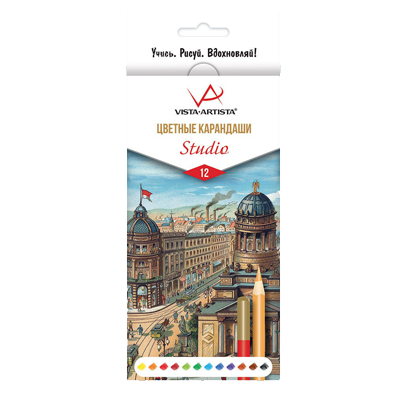 Учись. Рисуй. Вдохновляй!
VISTA-ARTISTA®
ЦВЕТНЫЕ КАРАНДАШИ
Studio
12